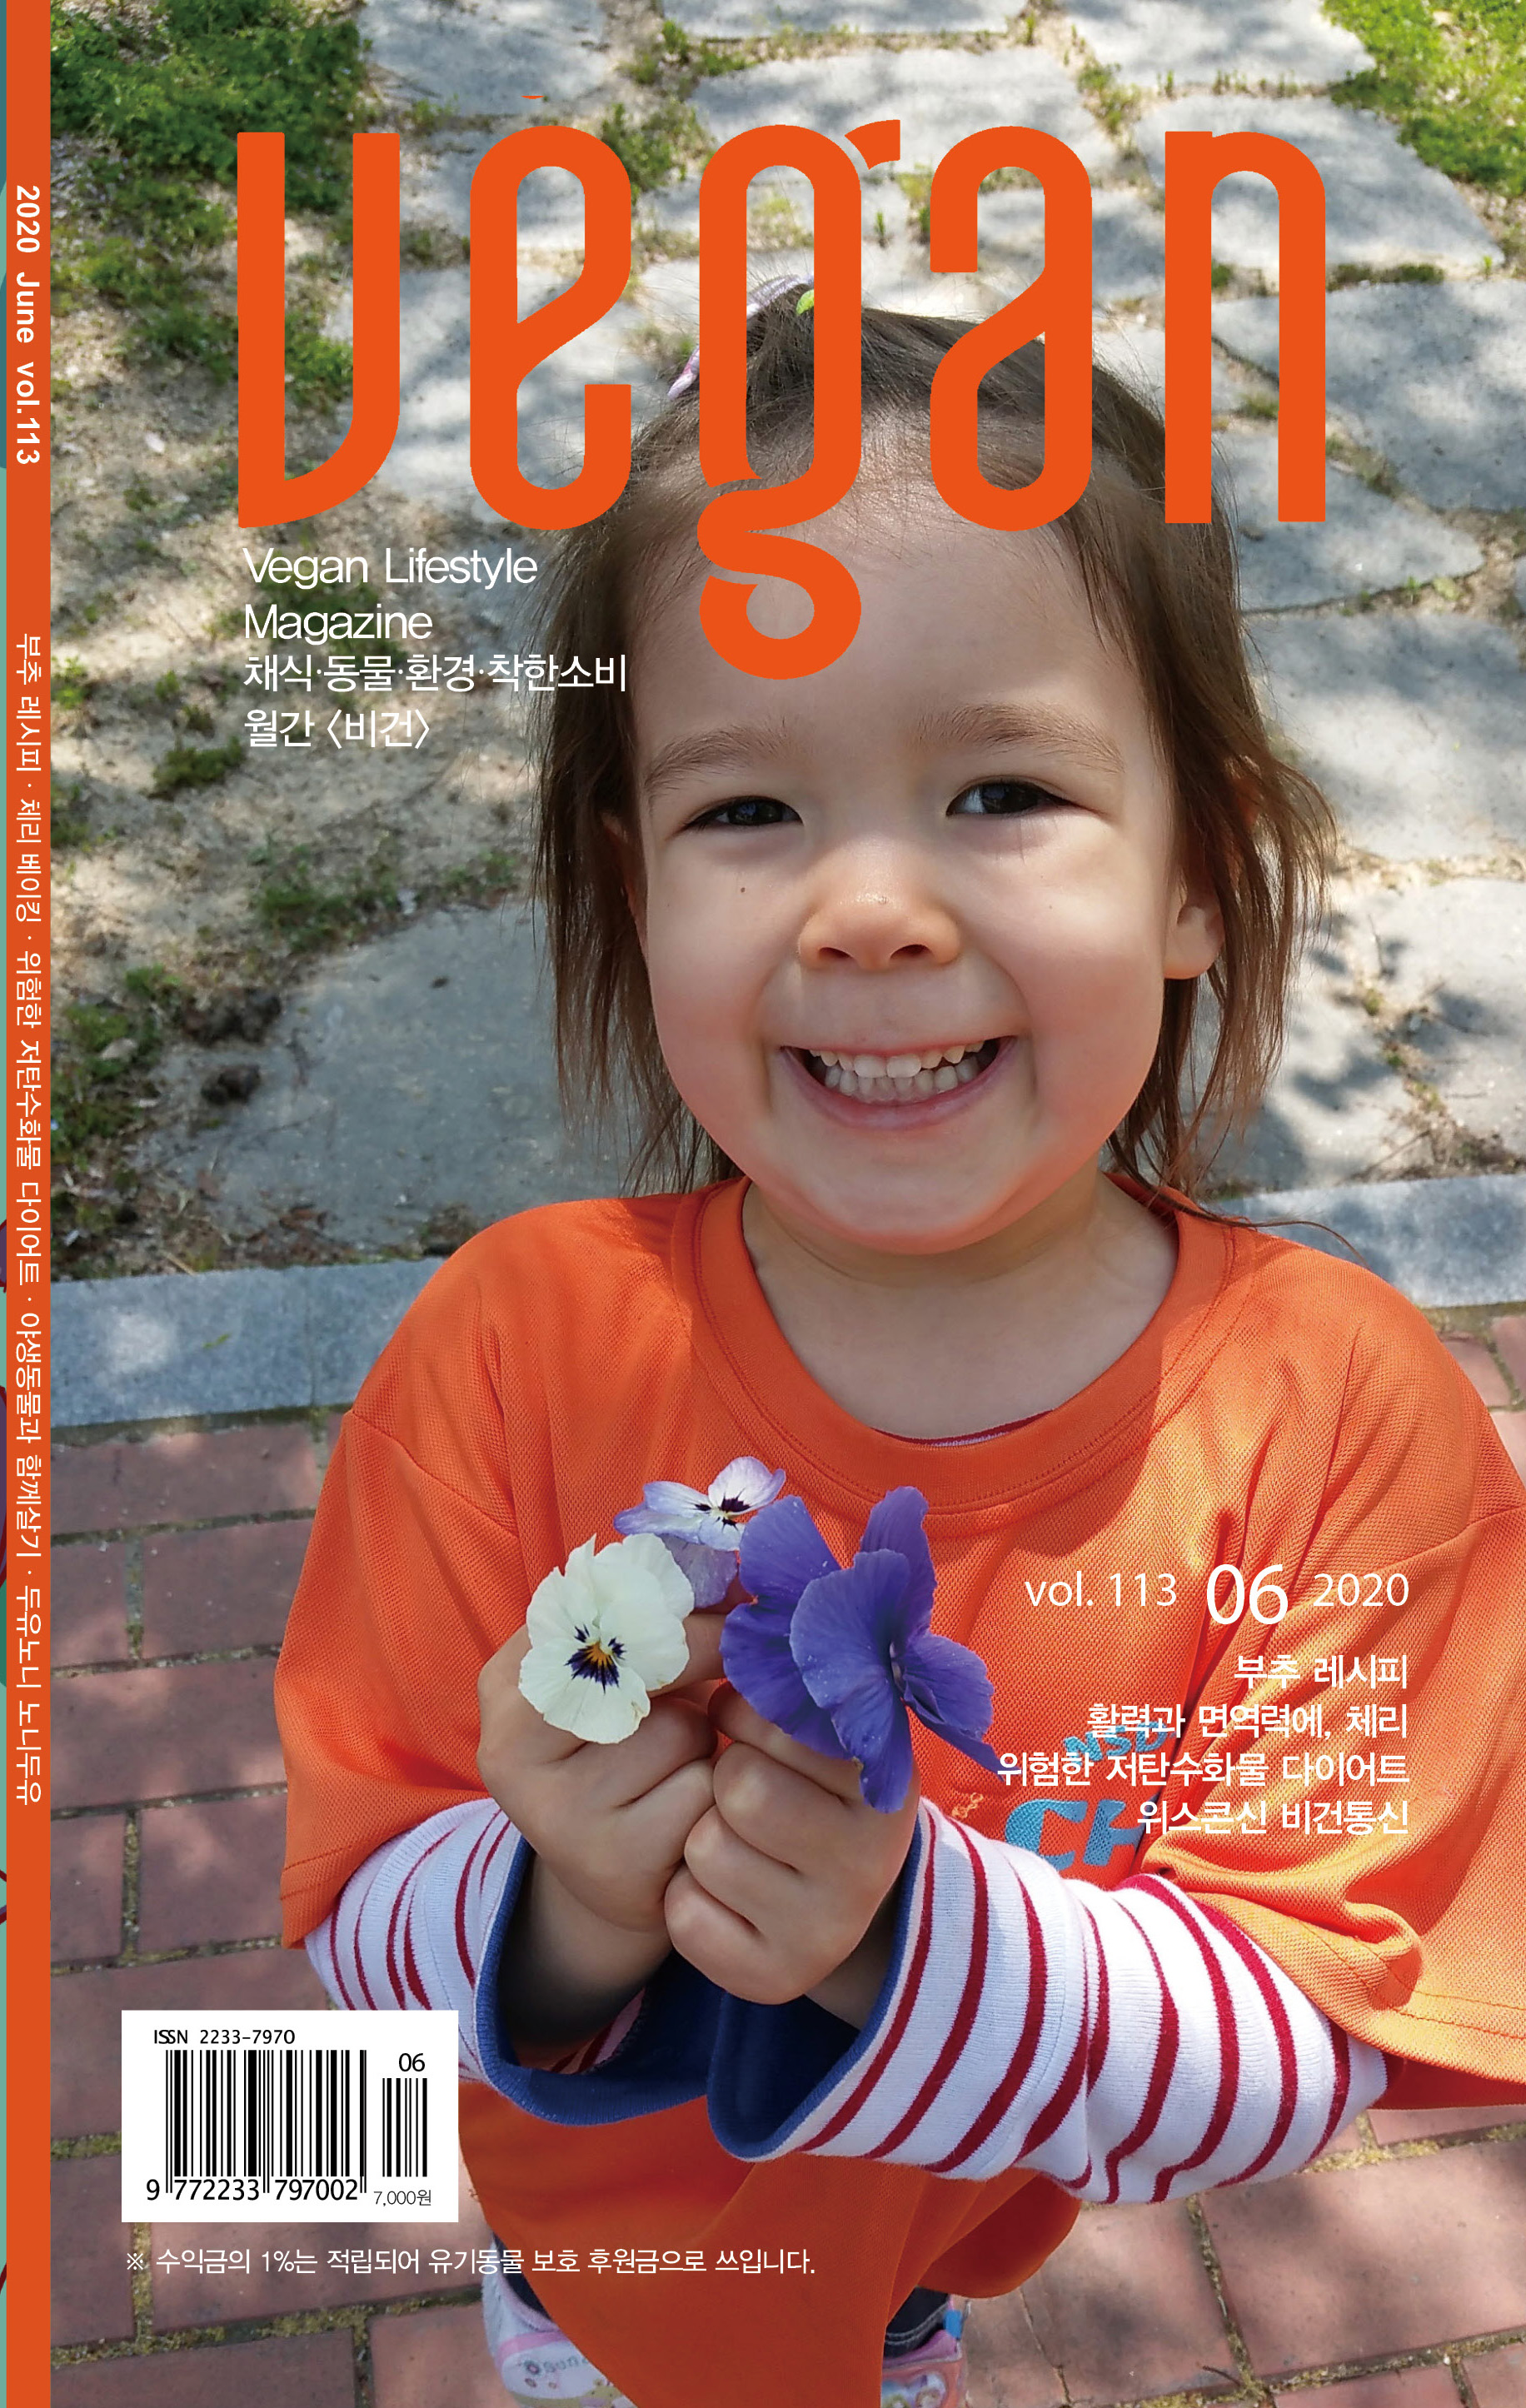 2020 June vol.113
부추 레시피 · 체리 베이킹 · 위험한 저탄수화물 다이어트 · 야생동물과 함께살기 · 두유노니 노니두유
vegan
Vegan Lifestyle
Magazine
채식·동물·환경·착한소비
월간 〈비건〉
vol. 113 06 2020
부추 레시피
활력과 면역력에, 체리
위험한 저탄수화물 다이어트
위스콘신 비건통신
ISSN 2233-7970
06
9 772233 797002
7,000원
※ 수익금의 1%는 적립되어 유기동물 보호 후원금으로 쓰입니다.